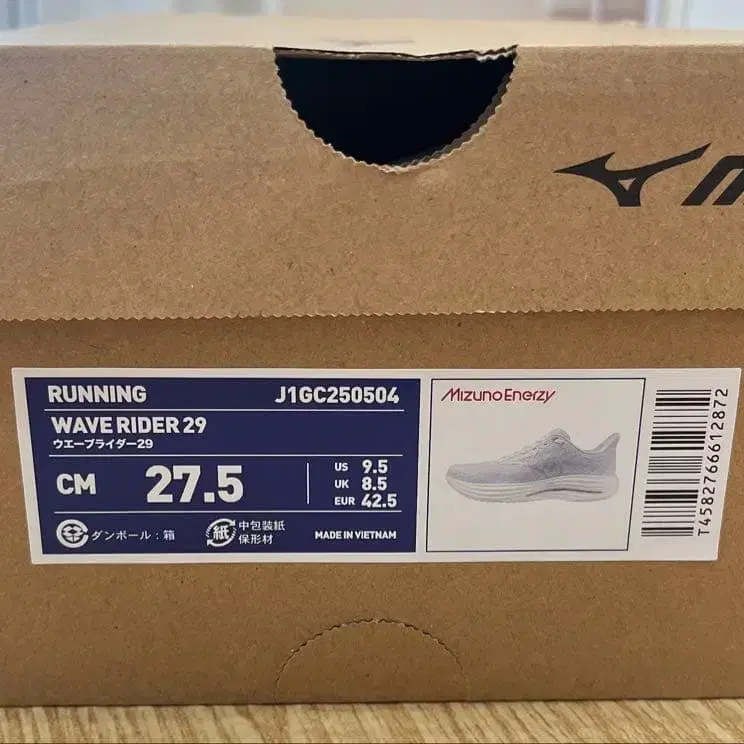 RUNNING J1GC250504
WAVE RIDER 29
ウエーブライダー29
CM 27.5
US 9.5
UK 8.5
EUR 42.5
ダンボール：箱
紙 中包装紙
保形材
MADE IN VIETNAM
MizunoEnerzy
T4582766612872